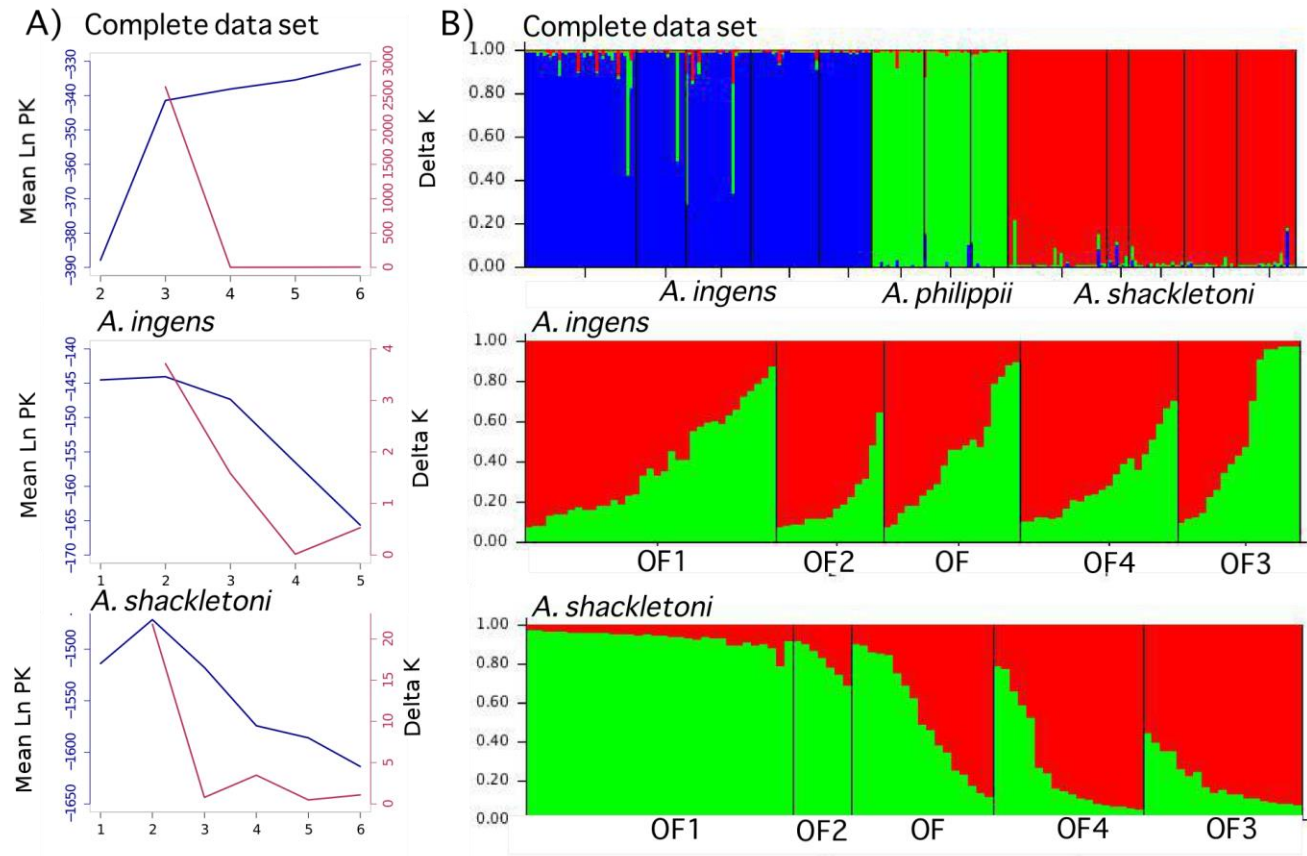 A) Complete data set
B) Complete data set
Mean Ln PK
−330
−340
−350
−360
−370
−380
−390
3000
2500
2000
1500
1000
500
0
Delta K
2 3 4 5 6
1.00
0.80
0.60
0.40
0.20
0.00
A. ingens A. philippii A. shackletoni
A. ingens
Mean Ln PK
−140
−145
−150
−155
−160
−165
−170
4
3
2
1
0
Delta K
1 2 3 4 5
A. ingens
1.00
0.80
0.60
0.40
0.20
0.00
OF1 OF2 OF OF4 OF3
A. shackletoni
Mean Ln PK
−1500
−1550
−1600
−1650
20
15
10
5
0
Delta K
1 2 3 4 5 6
A. shackletoni
1.00
0.80
0.60
0.40
0.20
0.00
OF1 OF2 OF OF4 OF3